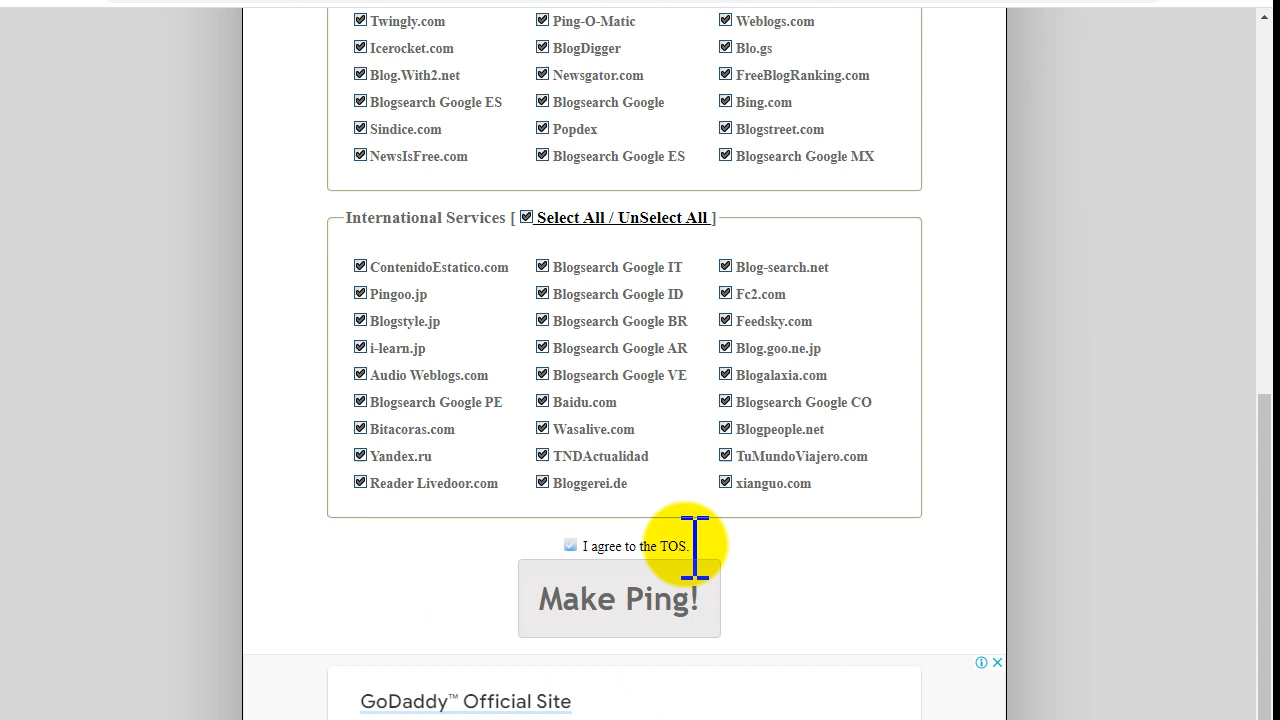 Twingly.com Ping-O-Matic Weblogs.com
Icerocket.com BlogDigger Blo.gs
Blog.With2.net Newsgator.com FreeBlogRanking.com
Blogsearch Google ES Blogsearch Google Bing.com
Sindice.com Popdex Blogstreet.com
NewsIsFree.com Blogsearch Google ES Blogsearch Google MX
International Services [ Select All / UnSelect All ]
ContenidoEstatico.com Blogsearch Google IT Blog-search.net
Pingoo.jp Blogsearch Google ID Fc2.com
Blogstyle.jp Blogsearch Google BR Feedsky.com
i-learn.jp Blogsearch Google AR Blog.goo.ne.jp
Audio Weblogs.com Blogsearch Google VE Blogalaxia.com
Blogsearch Google PE Baidu.com Blogsearch Google CO
Bitacoras.com Wasalive.com Blogpeople.net
Yandex.ru TNDActualidad TuMundoViajero.com
Reader Livedoor.com Bloggerei.de xianguo.com
I agree to the TOS.
Make Ping!
GoDaddy™ Official Site